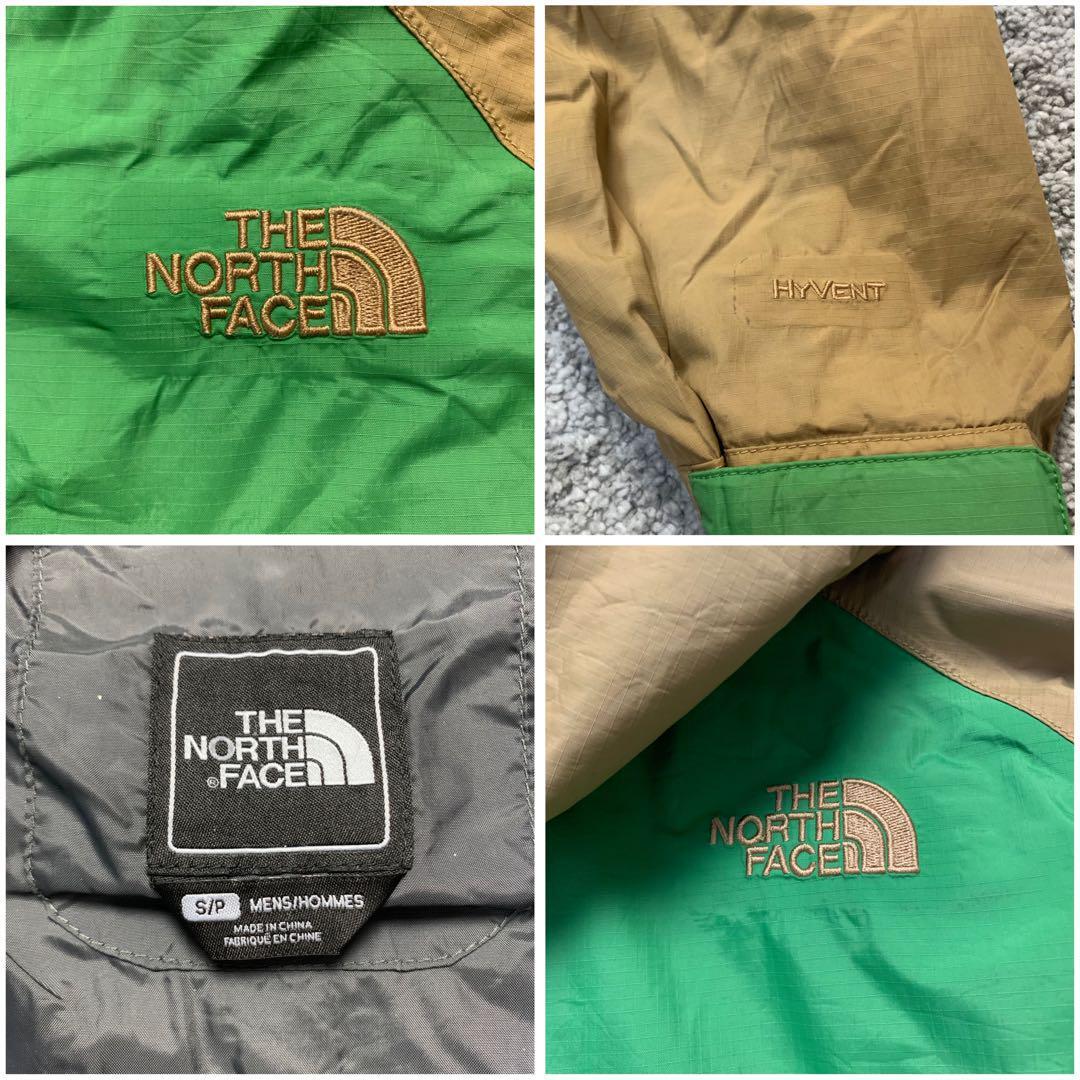 THE
NORTH
FACE
HYVENT
THE
NORTH
®FACE
S/P MENS/HOMMES
MADE IN CHINA
FABRIQUÉ EN CHINE
THE
NORTH
FACE